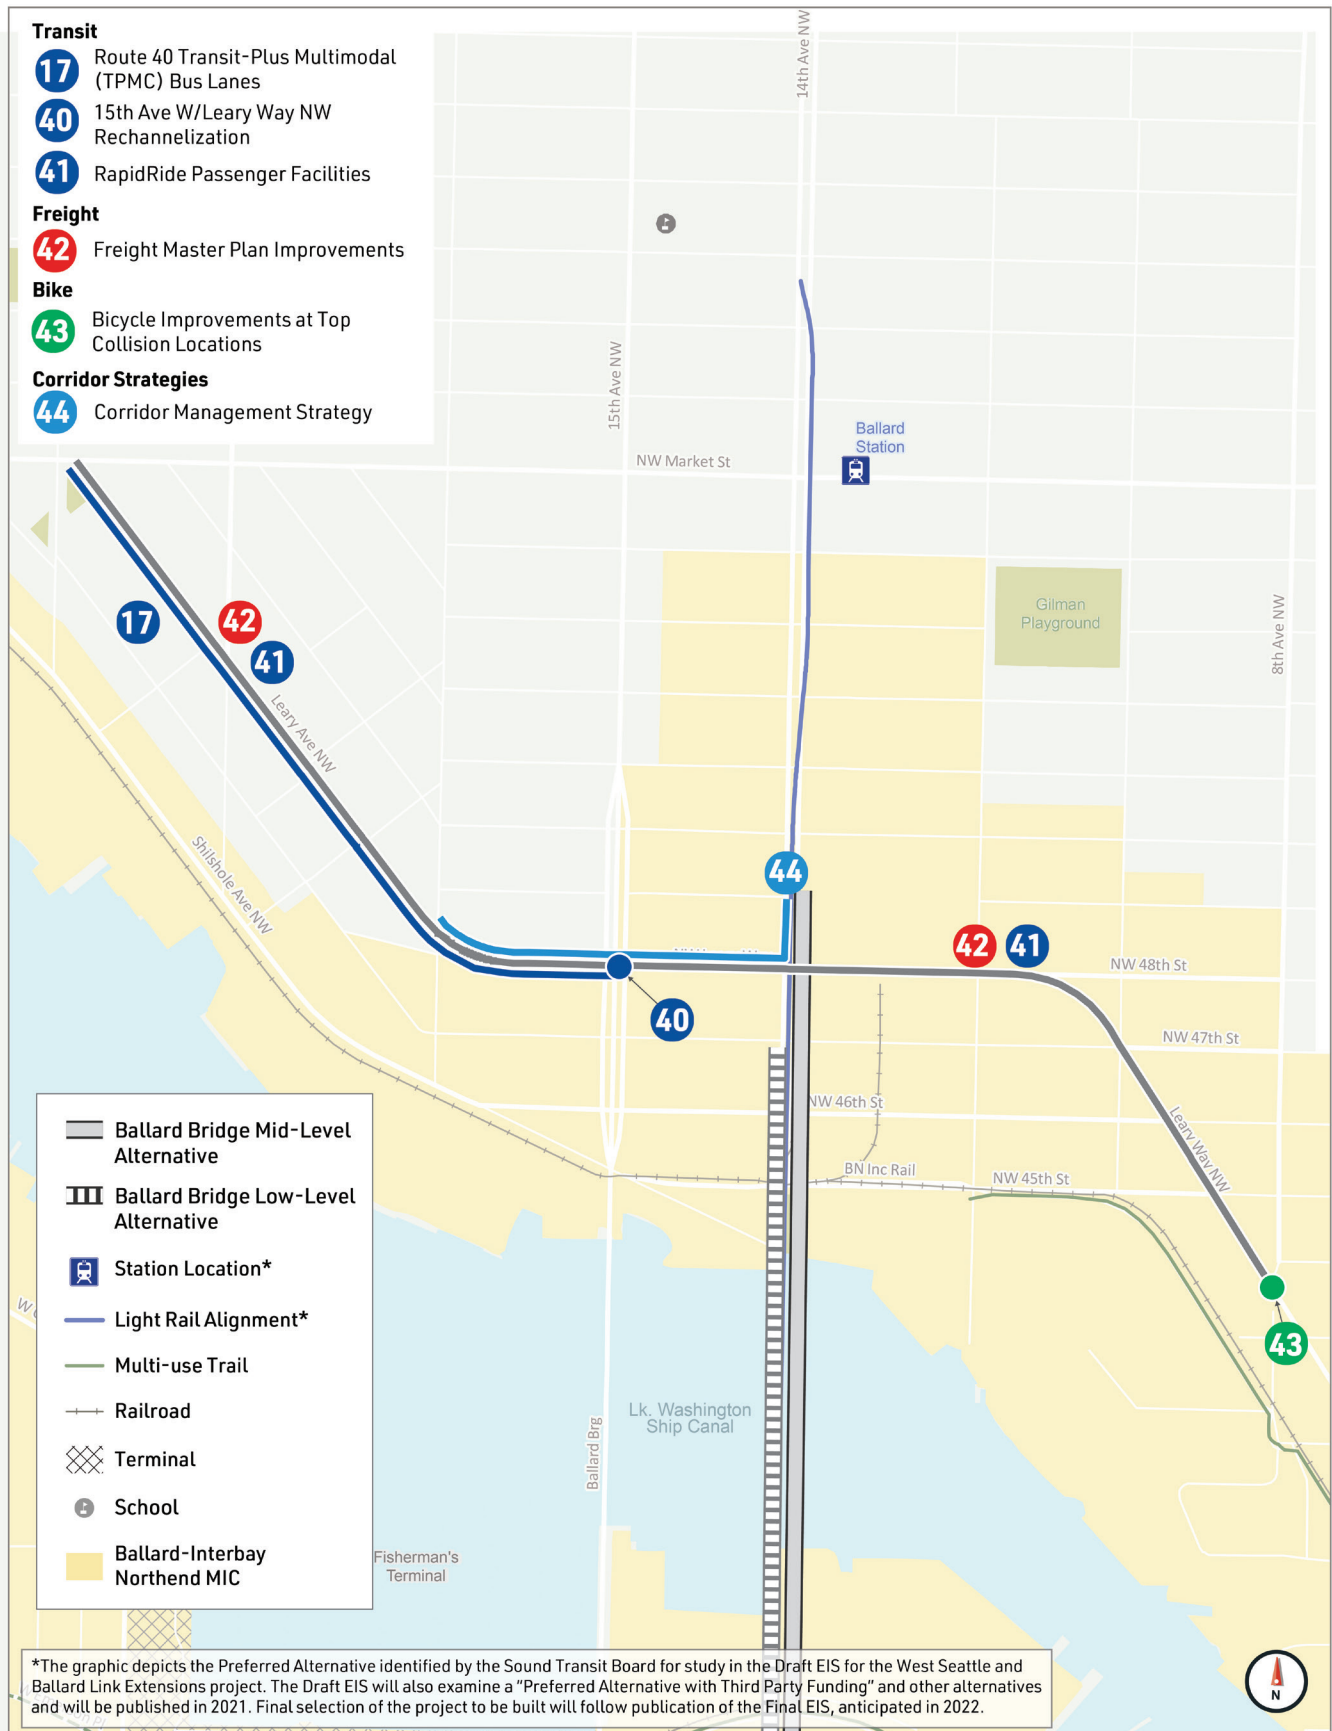 Transit
17 Route 40 Transit-Plus Multimodal
(TPMC) Bus Lanes
40 15th Ave W/Leary Way NW
Rechannelization
41 RapidRide Passenger Facilities
Freight
42 Freight Master Plan Improvements
Bike
43 Bicycle Improvements at Top
Collision Locations
Corridor Strategies
44 Corridor Management Strategy
14th Ave NW
15th Ave NW
Ballard
Station
NW Market St
Gilman
Playground
8th Ave NW
17
42
41
Leary Ave NW
Shilshole Ave NW
44
42
41
NW 48th St
40
NW 47th St
NW 46th St
Leary Way NW
BN Inc Rail
NW 45th St
43
Ballard Brg
Lk. Washington
Ship Canal
Fisherman's
Terminal
Ballard Bridge Mid-Level
Alternative
Ballard Bridge Low-Level
Alternative
Station Location*
Light Rail Alignment*
Multi-use Trail
Railroad
Terminal
School
Ballard-Interbay
Northend MIC
*The graphic depicts the Preferred Alternative identified by the Sound Transit Board for study in the Draft EIS for the West Seattle and
Ballard Link Extensions project. The Draft EIS will also examine a "Preferred Alternative with Third Party Funding" and other alternatives
and will be published in 2021. Final selection of the project to be built will follow publication of the Final EIS, anticipated in 2022.
N